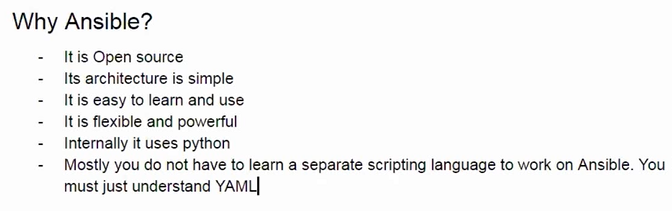 Why Ansible?
- It is Open source
- Its architecture is simple
- It is easy to learn and use
- It is flexible and powerful
- Internally it uses python
- Mostly you do not have to learn a separate scripting language to work on Ansible. You
must just understand YAML